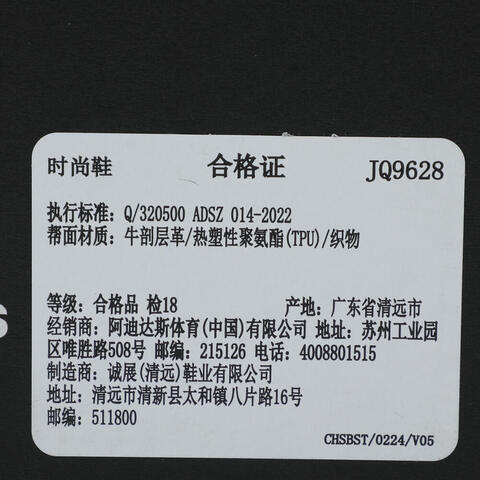 时尚鞋 合格证 JQ9628
执行标准: Q/320500 ADSZ 014-2022
帮面材质: 牛剖层革/热塑性聚氨酯(TPU)/织物
等级: 合格品 检18 产地: 广东省清远市
经销商: 阿迪达斯体育(中国)有限公司 地址: 苏州工业园
区唯胜路508号 邮编: 215126 电话: 4008801515
制造商: 诚展(清远)鞋业有限公司
地址: 清远市清新县太和镇八片路16号
邮编: 511800
CHSBST/0224/V05
s